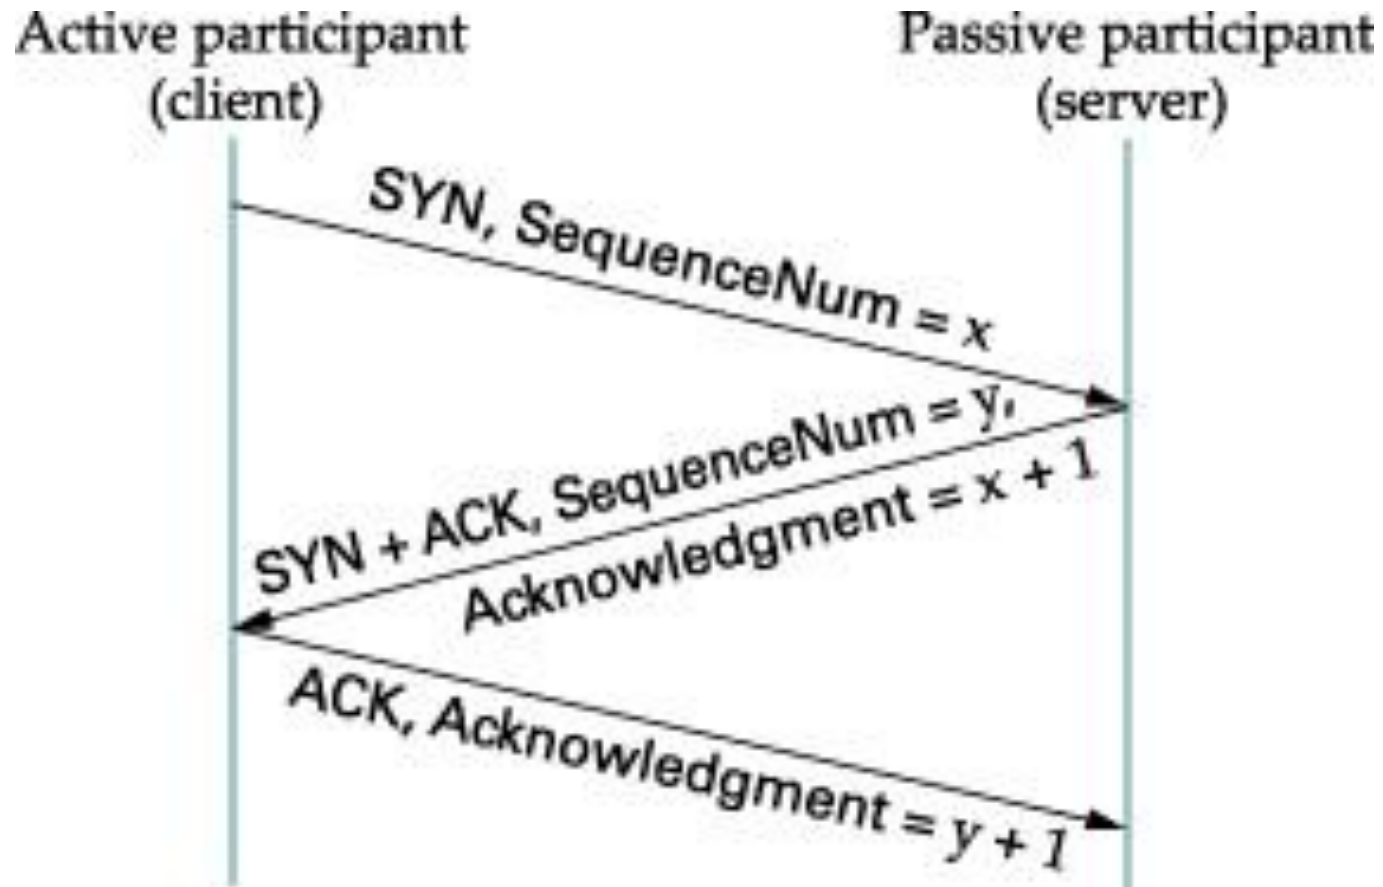 Active participant
(client)
Passive participant
(server)
SYN, SequenceNum = x
SYN + ACK, SequenceNum = y,
Acknowledgment = x + 1
ACK, Acknowledgment = y + 1